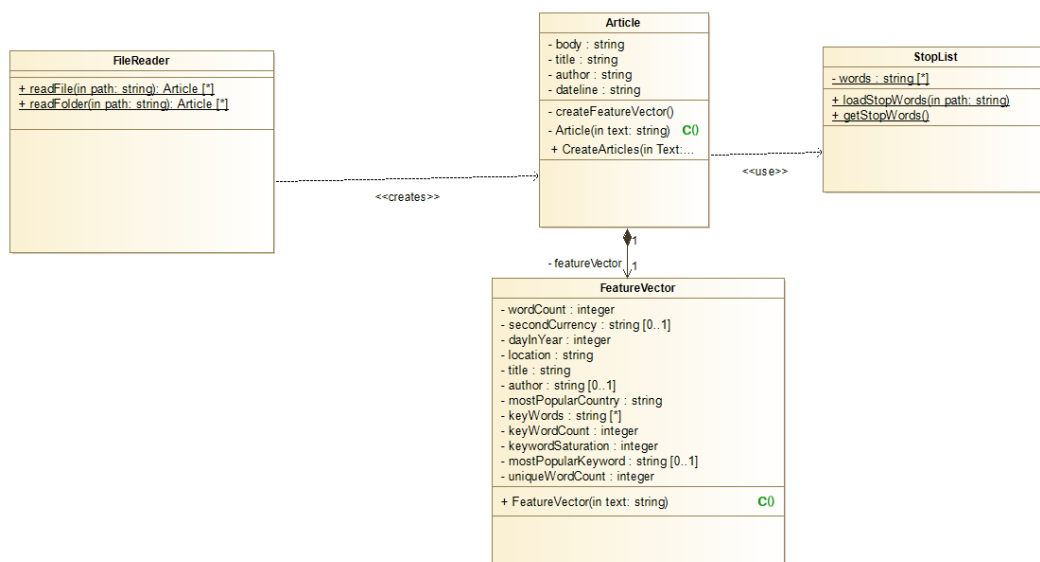 FileReader
+ readFile(in path: string): Article [*]
+ readFolder(in path: string): Article [*]
<<creates>>
Article
- body : string
- title : string
- author : string
- dateline : string
- createFeatureVector()
- Article(in text: string) C()
+ CreateArticles(in Text:...
<<use>>
StopList
- words : string [*]
+ loadStopWords(in path: string)
+ getStopWords()
1
- featureVector
1
FeatureVector
- wordCount : integer
- secondCurrency : string [0..1]
- dayInYear : integer
- location : string
- title : string
- author : string [0..1]
- mostPopularCountry : string
- keyWords : string [*]
- keyWordCount : integer
- keywordSaturation : integer
- mostPopularKeyword : string [0..1]
- uniqueWordCount : integer
+ FeatureVector(in text: string) C()